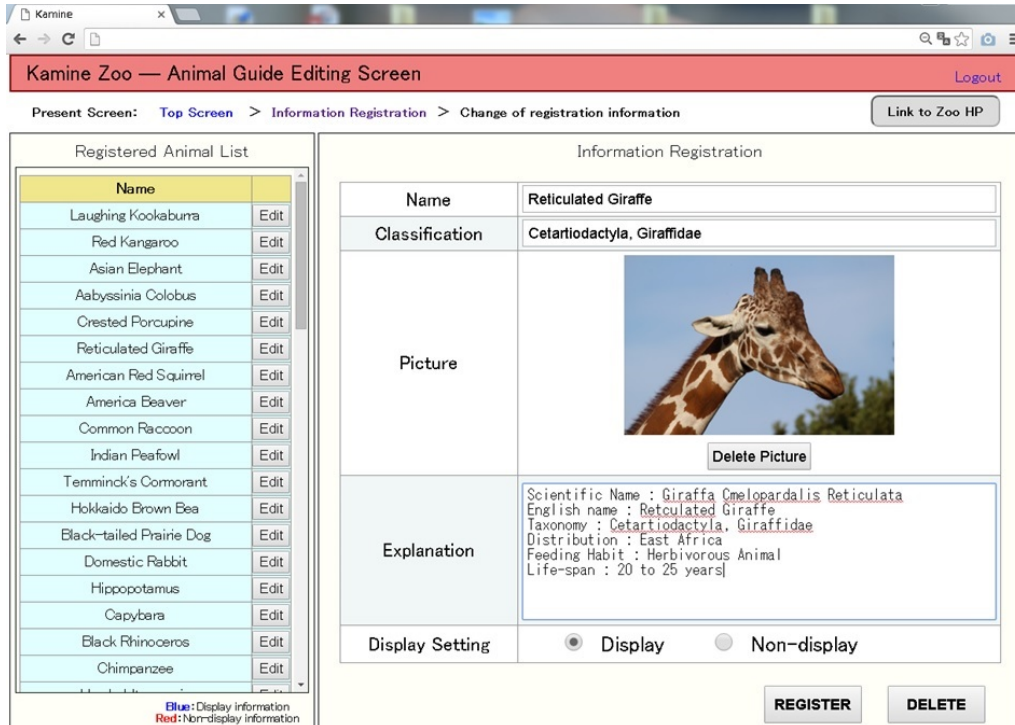 Kamine
Kamine Zoo — Animal Guide Editing Screen
Logout
Present Screen: Top Screen > Information Registration > Change of registration information
Link to Zoo HP
Registered Animal List
Name
Laughing Kookaburra Edit
Red Kangaroo Edit
Asian Elephant Edit
Aabyssinia Colobus Edit
Crested Porcupine Edit
Reticulated Giraffe Edit
American Red Squirrel Edit
America Beaver Edit
Common Raccoon Edit
Indian Peafowl Edit
Temminck's Cormorant Edit
Hokkaido Brown Bea Edit
Black-tailed Prairie Dog Edit
Domestic Rabbit Edit
Hippopotamus Edit
Capybara Edit
Black Rhinoceros Edit
Chimpanzee Edit
Blue:Display information
Red:Non-display information
Information Registration
Name Reticulated Giraffe
Classification Cetartiodactyla, Giraffidae
Picture
Delete Picture
Explanation
Scientific Name : Giraffa Cmelopardalis Reticulata
English name : Retculated Giraffe
Taxonomy : Cetartiodactyla, Giraffidae
Distribution : East Africa
Feeding Habit : Herbivorous Animal
Life-span : 20 to 25 years
Display Setting Display Non-display
REGISTER DELETE